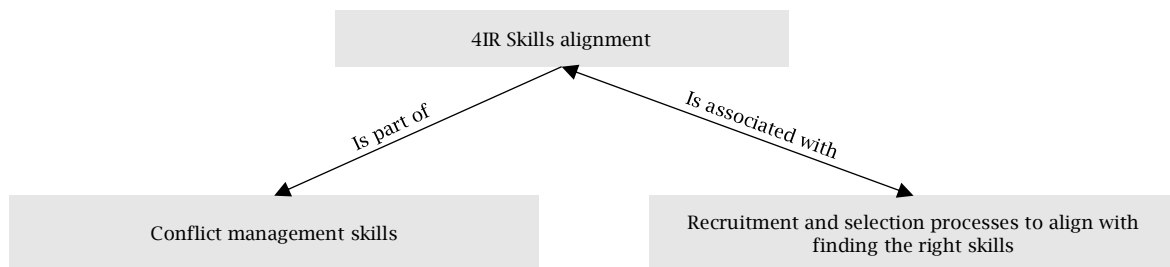 4IR Skills alignment
Is part of
Is associated with
Conflict management skills
Recruitment and selection processes to align with
finding the right skills